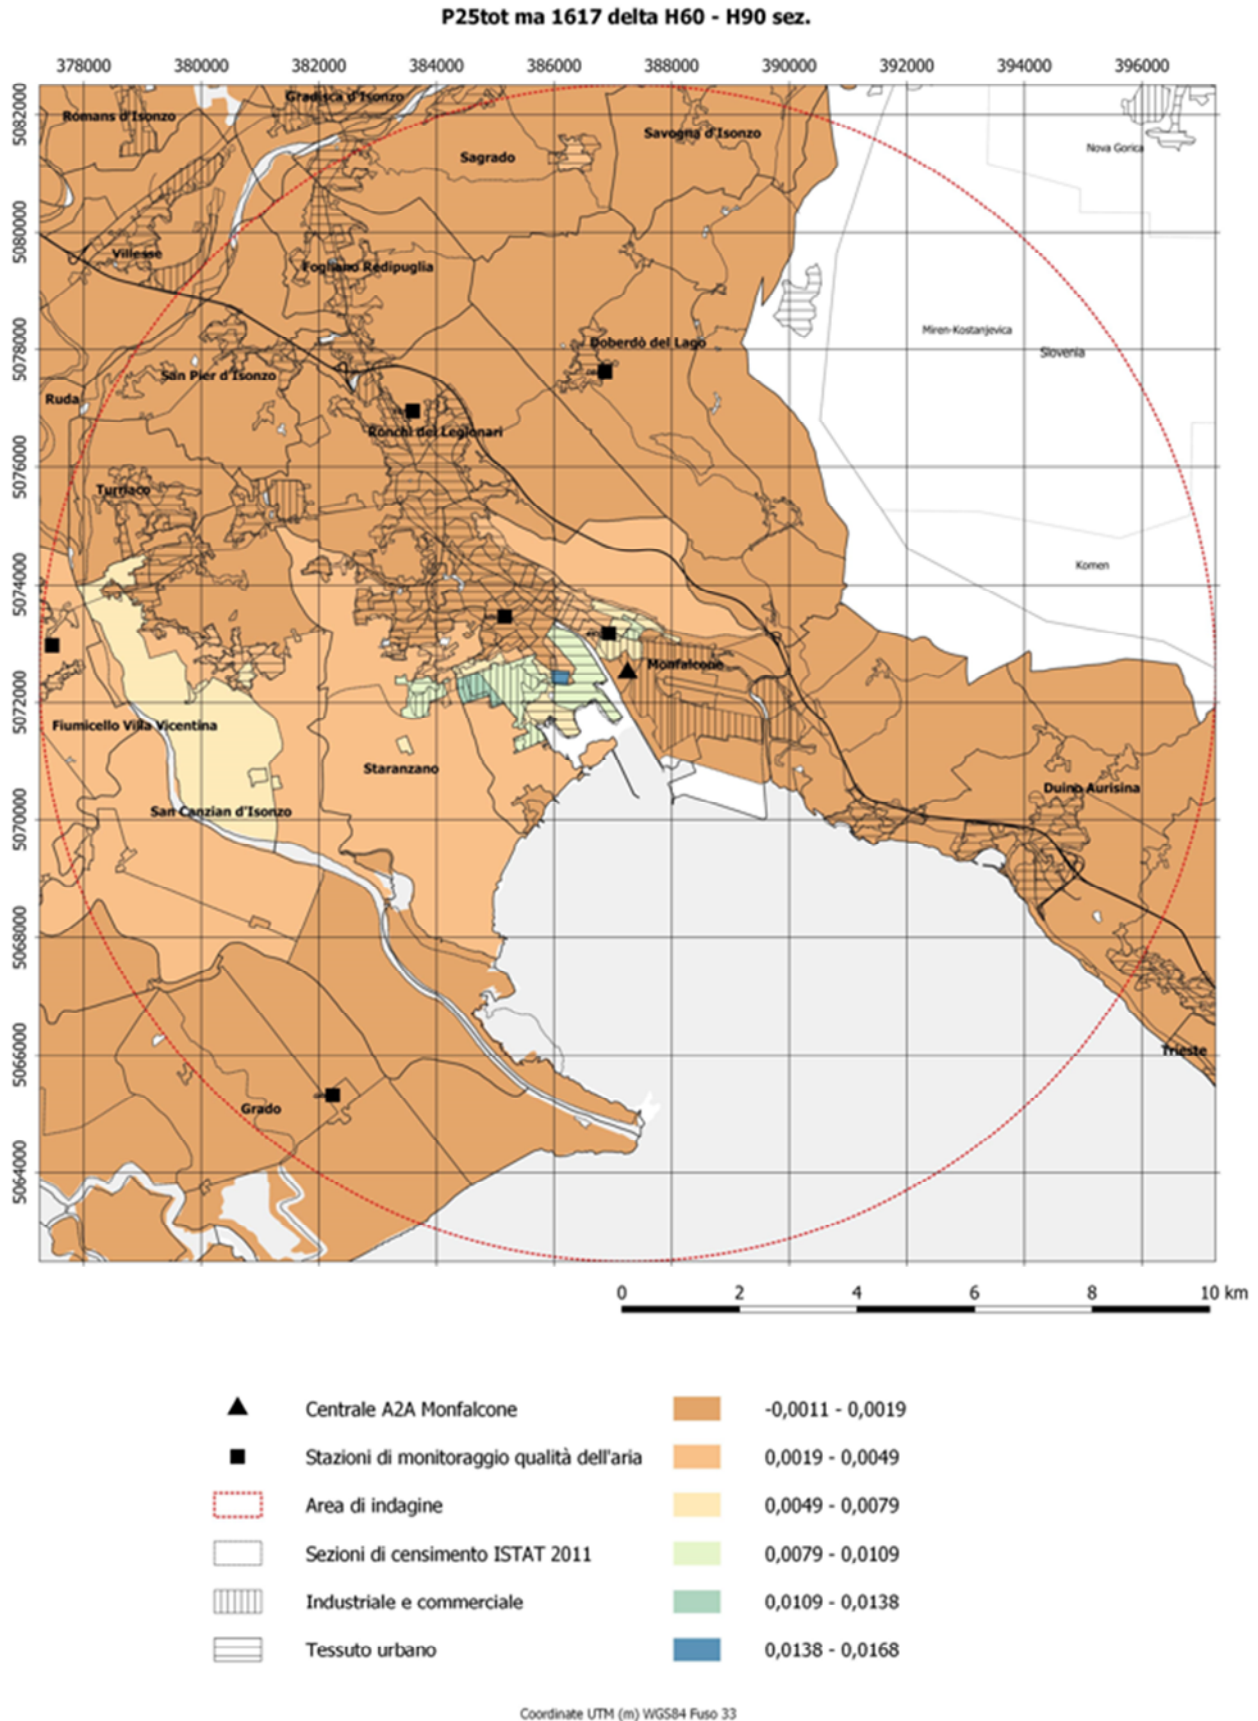 P25tot ma 1617 delta H60 - H90 sez.
378000 380000 382000 384000 386000 388000 390000 392000 394000 396000
5082000
5080000
5078000
5076000
5074000
5072000
5070000
5068000
5066000
5064000
Gradisca d'Isonzo
Romans d'Isonzo
Savogna d'Isonzo
Nova Gorica
Sagrado
Villesse
Fogliano Redipuglia
Miren-Kostanjevica
Doberdò del Lago
Slovenia
San Pier d'Isonzo
Ruda
Ronchi dei Legionari
Turriaco
Komen
Monfalcone
Fiumicello Villa Vicentina
Staranzano
Duino Aurisina
San Canzian d'Isonzo
Trieste
Grado
0 2 4 6 8 10 km
Centrale A2A Monfalcone
Stazioni di monitoraggio qualità dell'aria
Area di indagine
Sezioni di censimento ISTAT 2011
Industriale e commerciale
Tessuto urbano
-0,0011 - 0,0019
0,0019 - 0,0049
0,0049 - 0,0079
0,0079 - 0,0109
0,0109 - 0,0138
0,0138 - 0,0168
Coordinate UTM (m) WGS84 Fuso 33